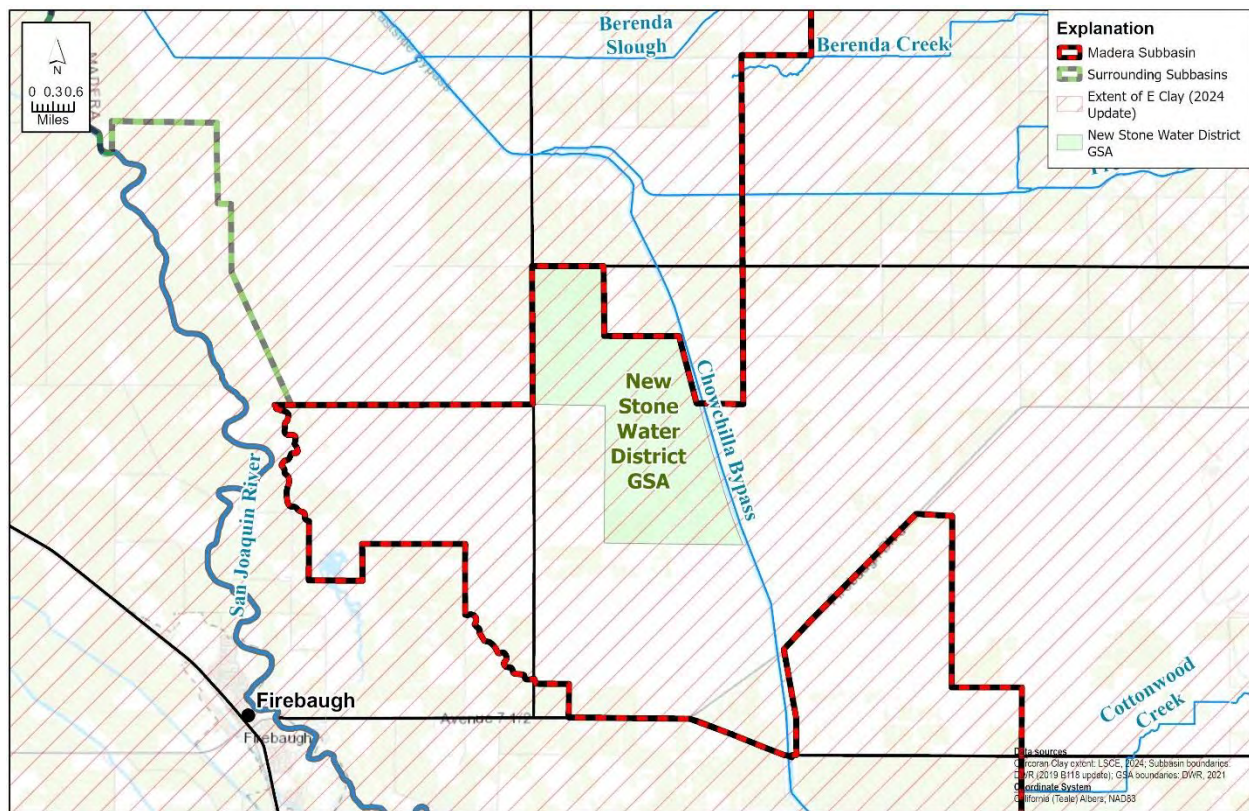 N
0 0.3 0.6
Miles
MADERA
Eastside Bypass
Berenda
Slough
Berenda Creek
Explanation
Madera Subbasin
Surrounding Subbasins
Extent of E Clay (2024
Update)
New Stone Water District
GSA
New
Stone
Water
District
GSA
Chowchilla Bypass
San Joaquin River
Firebaugh
Firebaugh
Avenue 7 1/2
Cottonwood
Creek
Data sources
Corcoran Clay extent: LSCE, 2024; Subbasin boundaries:
DWR (2019 B118 update); GSA boundaries: DWR, 2021
Coordinate System
California (Teale) Albers, NAD83